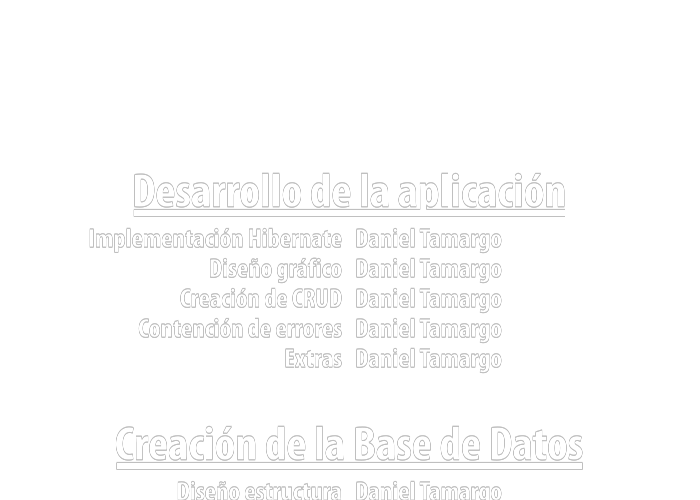 Desarrollo de la aplicación
Implementación Hibernate Daniel Tamargo
Diseño gráfico Daniel Tamargo
Creación de CRUD Daniel Tamargo
Contención de errores Daniel Tamargo
Extras Daniel Tamargo
Creación de la Base de Datos
Diseño estructura Daniel Tamargo